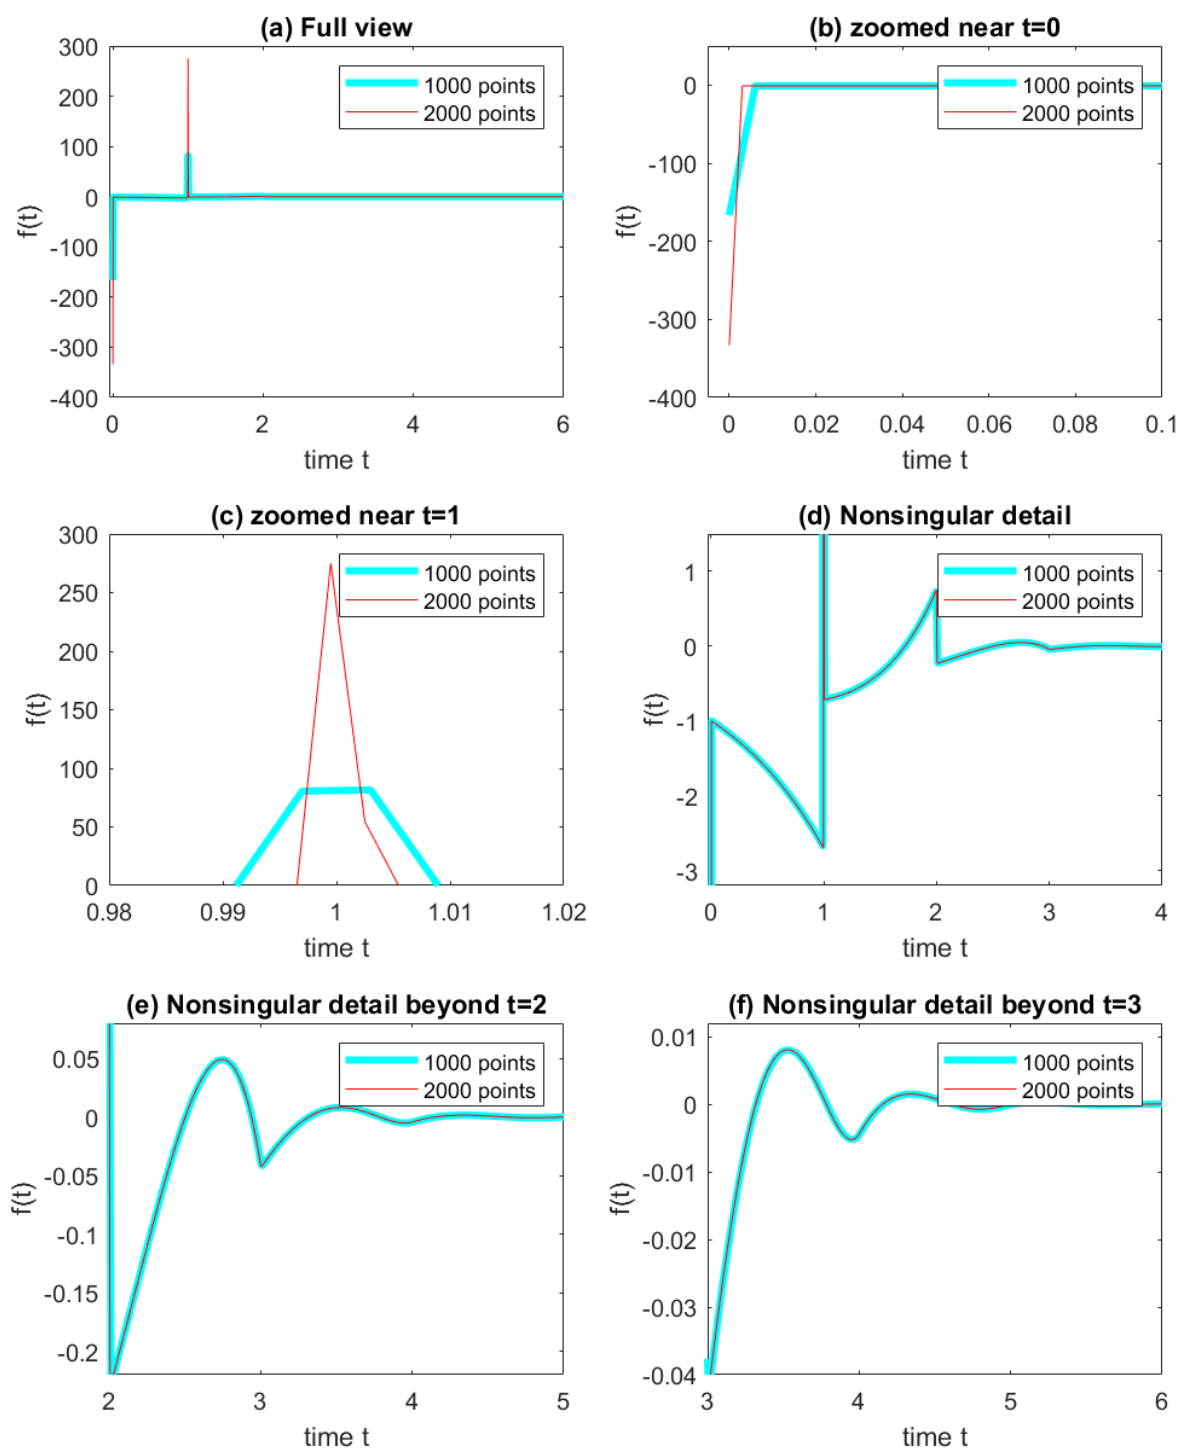 (a) Full view
300
200
100
0
-100
-200
-300
-400
f(t)
0 2 4 6
time t
1000 points
2000 points
(b) zoomed near t=0
0
-100
-200
-300
-400
f(t)
0 0.02 0.04 0.06 0.08 0.1
time t
1000 points
2000 points
(c) zoomed near t=1
300
250
200
150
100
50
0
f(t)
0.98 0.99 1 1.01 1.02
time t
1000 points
2000 points
(d) Nonsingular detail
1
0
-1
-2
-3
f(t)
0 1 2 3 4
time t
1000 points
2000 points
(e) Nonsingular detail beyond t=2
0.05
0
-0.05
-0.1
-0.15
-0.2
f(t)
2 3 4 5
time t
1000 points
2000 points
(f) Nonsingular detail beyond t=3
0.01
0
-0.01
-0.02
-0.03
-0.04
f(t)
3 4 5 6
time t
1000 points
2000 points